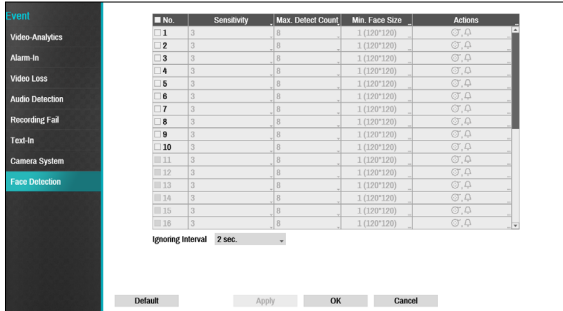 Event
Video-Analytics
Alarm-In
Video Loss
Audio Detection
Recording Fail
Text-In
Camera System
Face Detection
No. Sensitivity Max. Detect Count Min. Face Size Actions
1 3 8 1 (120*120)
2 3 8 1 (120*120)
3 3 8 1 (120*120)
4 3 8 1 (120*120)
5 3 8 1 (120*120)
6 3 8 1 (120*120)
7 3 8 1 (120*120)
8 3 8 1 (120*120)
9 3 8 1 (120*120)
10 3 8 1 (120*120)
11 3 8 1 (120*120)
12 3 8 1 (120*120)
13 3 8 1 (120*120)
14 3 8 1 (120*120)
15 3 8 1 (120*120)
16 3 8 1 (120*120)
Ignoring Interval 2 sec.
Default Apply OK Cancel